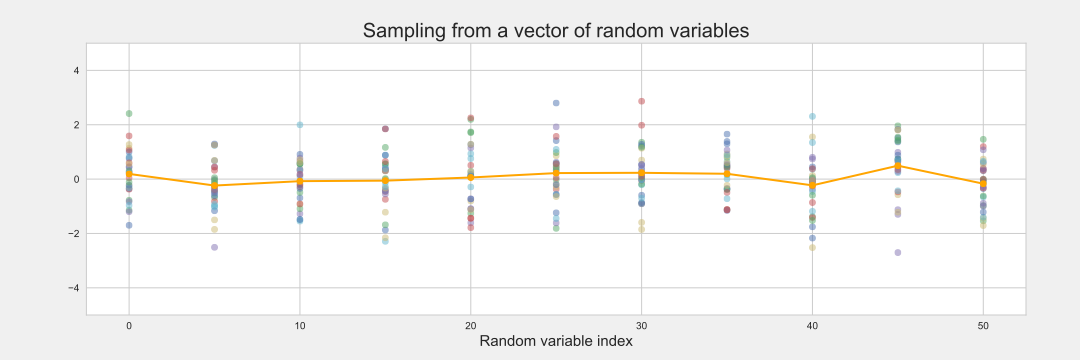 Sampling from a vector of random variables
4
2
0
−2
−4
0 10 20 30 40 50
Random variable index